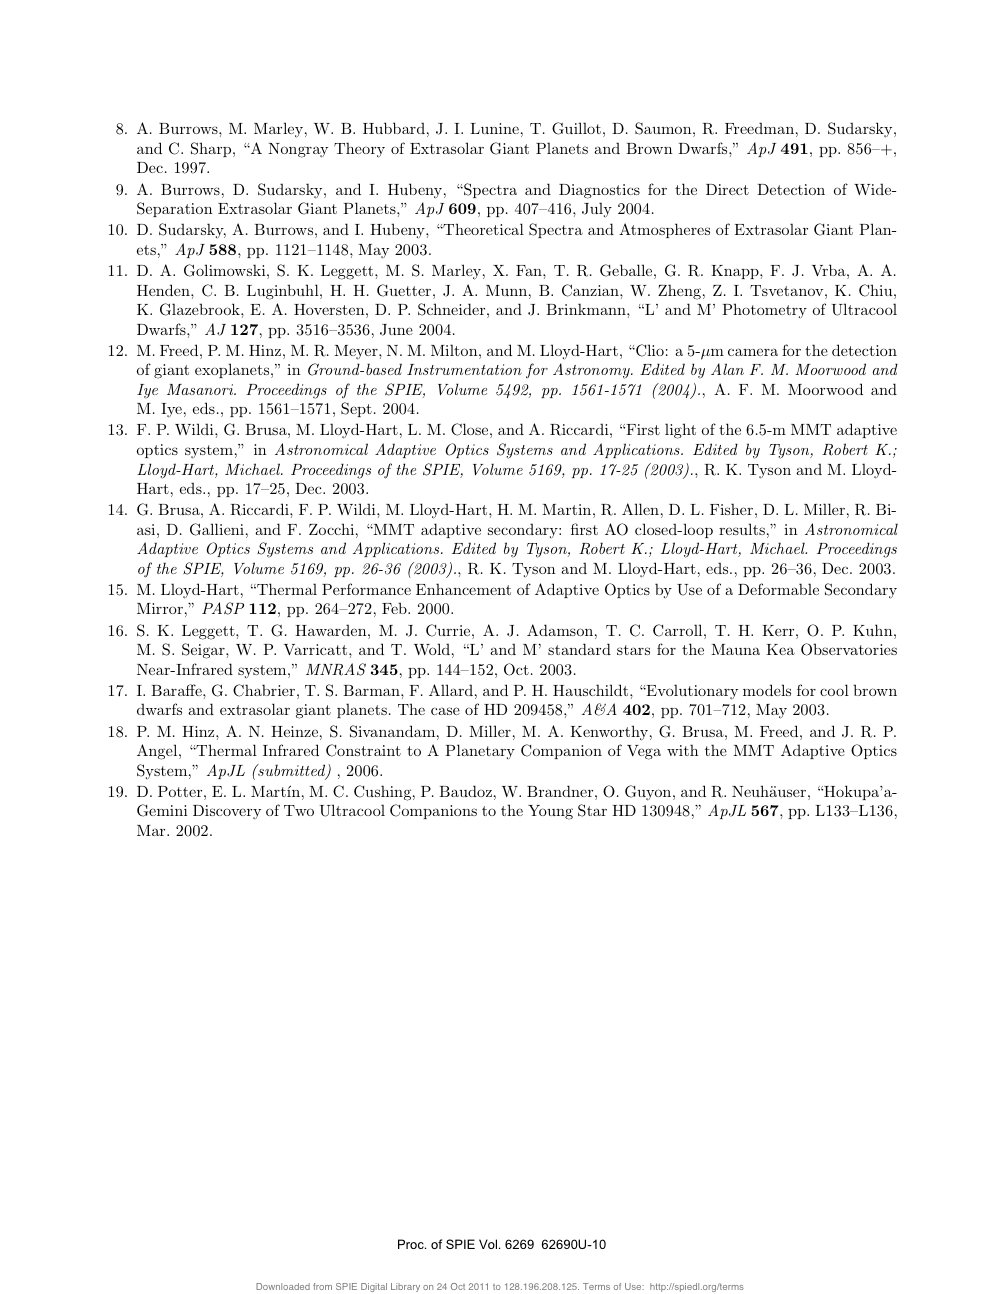 8. A. Burrows, M. Marley, W. B. Hubbard, J. I. Lunine, T. Guillot, D. Saumon, R. Freedman, D. Sudarsky,
and C. Sharp, “A Nongray Theory of Extrasolar Giant Planets and Brown Dwarfs,” ApJ 491, pp. 856–+,
Dec. 1997.
9. A. Burrows, D. Sudarsky, and I. Hubeny, “Spectra and Diagnostics for the Direct Detection of Wide-
Separation Extrasolar Giant Planets,” ApJ 609, pp. 407–416, July 2004.
10. D. Sudarsky, A. Burrows, and I. Hubeny, “Theoretical Spectra and Atmospheres of Extrasolar Giant Plan-
ets,” ApJ 588, pp. 1121–1148, May 2003.
11. D. A. Golimowski, S. K. Leggett, M. S. Marley, X. Fan, T. R. Geballe, G. R. Knapp, F. J. Vrba, A. A.
Henden, C. B. Luginbuhl, H. H. Guetter, J. A. Munn, B. Canzian, W. Zheng, Z. I. Tsvetanov, K. Chiu,
K. Glazebrook, E. A. Hoversten, D. P. Schneider, and J. Brinkmann, “L’ and M’ Photometry of Ultracool
Dwarfs,” AJ 127, pp. 3516–3536, June 2004.
12. M. Freed, P. M. Hinz, M. R. Meyer, N. M. Milton, and M. Lloyd-Hart, “Clio: a 5-μm camera for the detection
of giant exoplanets,” in Ground-based Instrumentation for Astronomy. Edited by Alan F. M. Moorwood and
Iye Masanori. Proceedings of the SPIE, Volume 5492, pp. 1561-1571 (2004)., A. F. M. Moorwood and
M. Iye, eds., pp. 1561–1571, Sept. 2004.
13. F. P. Wildi, G. Brusa, M. Lloyd-Hart, L. M. Close, and A. Riccardi, “First light of the 6.5-m MMT adaptive
optics system,” in Astronomical Adaptive Optics Systems and Applications. Edited by Tyson, Robert K.;
Lloyd-Hart, Michael. Proceedings of the SPIE, Volume 5169, pp. 17-25 (2003)., R. K. Tyson and M. Lloyd-
Hart, eds., pp. 17–25, Dec. 2003.
14. G. Brusa, A. Riccardi, F. P. Wildi, M. Lloyd-Hart, H. M. Martin, R. Allen, D. L. Fisher, D. L. Miller, R. Bi-
asi, D. Gallieni, and F. Zocchi, “MMT adaptive secondary: first AO closed-loop results,” in Astronomical
Adaptive Optics Systems and Applications. Edited by Tyson, Robert K.; Lloyd-Hart, Michael. Proceedings
of the SPIE, Volume 5169, pp. 26-36 (2003)., R. K. Tyson and M. Lloyd-Hart, eds., pp. 26–36, Dec. 2003.
15. M. Lloyd-Hart, “Thermal Performance Enhancement of Adaptive Optics by Use of a Deformable Secondary
Mirror,” PASP 112, pp. 264–272, Feb. 2000.
16. S. K. Leggett, T. G. Hawarden, M. J. Currie, A. J. Adamson, T. C. Carroll, T. H. Kerr, O. P. Kuhn,
M. S. Seigar, W. P. Varricatt, and T. Wold, “L’ and M’ standard stars for the Mauna Kea Observatories
Near-Infrared system,” MNRAS 345, pp. 144–152, Oct. 2003.
17. I. Baraffe, G. Chabrier, T. S. Barman, F. Allard, and P. H. Hauschildt, “Evolutionary models for cool brown
dwarfs and extrasolar giant planets. The case of HD 209458,” A&A 402, pp. 701–712, May 2003.
18. P. M. Hinz, A. N. Heinze, S. Sivanandam, D. Miller, M. A. Kenworthy, G. Brusa, M. Freed, and J. R. P.
Angel, “Thermal Infrared Constraint to A Planetary Companion of Vega with the MMT Adaptive Optics
System,” ApJL (submitted) , 2006.
19. D. Potter, E. L. Martín, M. C. Cushing, P. Baudoz, W. Brandner, O. Guyon, and R. Neuhäuser, “Hokupa’a-
Gemini Discovery of Two Ultracool Companions to the Young Star HD 130948,” ApJL 567, pp. L133–L136,
Mar. 2002.
Proc. of SPIE Vol. 6269 62690U-10
Downloaded from SPIE Digital Library on 24 Oct 2011 to 128.196.208.125. Terms of Use: http://spiedl.org/terms